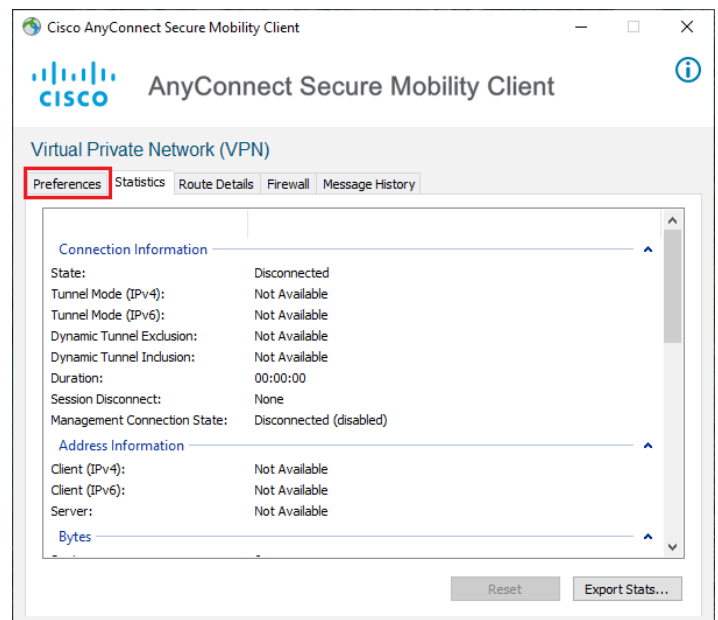 Cisco AnyConnect Secure Mobility Client
CISCO
AnyConnect Secure Mobility Client
Virtual Private Network (VPN)
Preferences Statistics Route Details Firewall Message History
Connection Information
State: Disconnected
Tunnel Mode (IPv4): Not Available
Tunnel Mode (IPv6): Not Available
Dynamic Tunnel Exclusion: Not Available
Dynamic Tunnel Inclusion: Not Available
Duration: 00:00:00
Session Disconnect: None
Management Connection State: Disconnected (disabled)
Address Information
Client (IPv4): Not Available
Client (IPv6): Not Available
Server: Not Available
Bytes
Reset Export Stats...